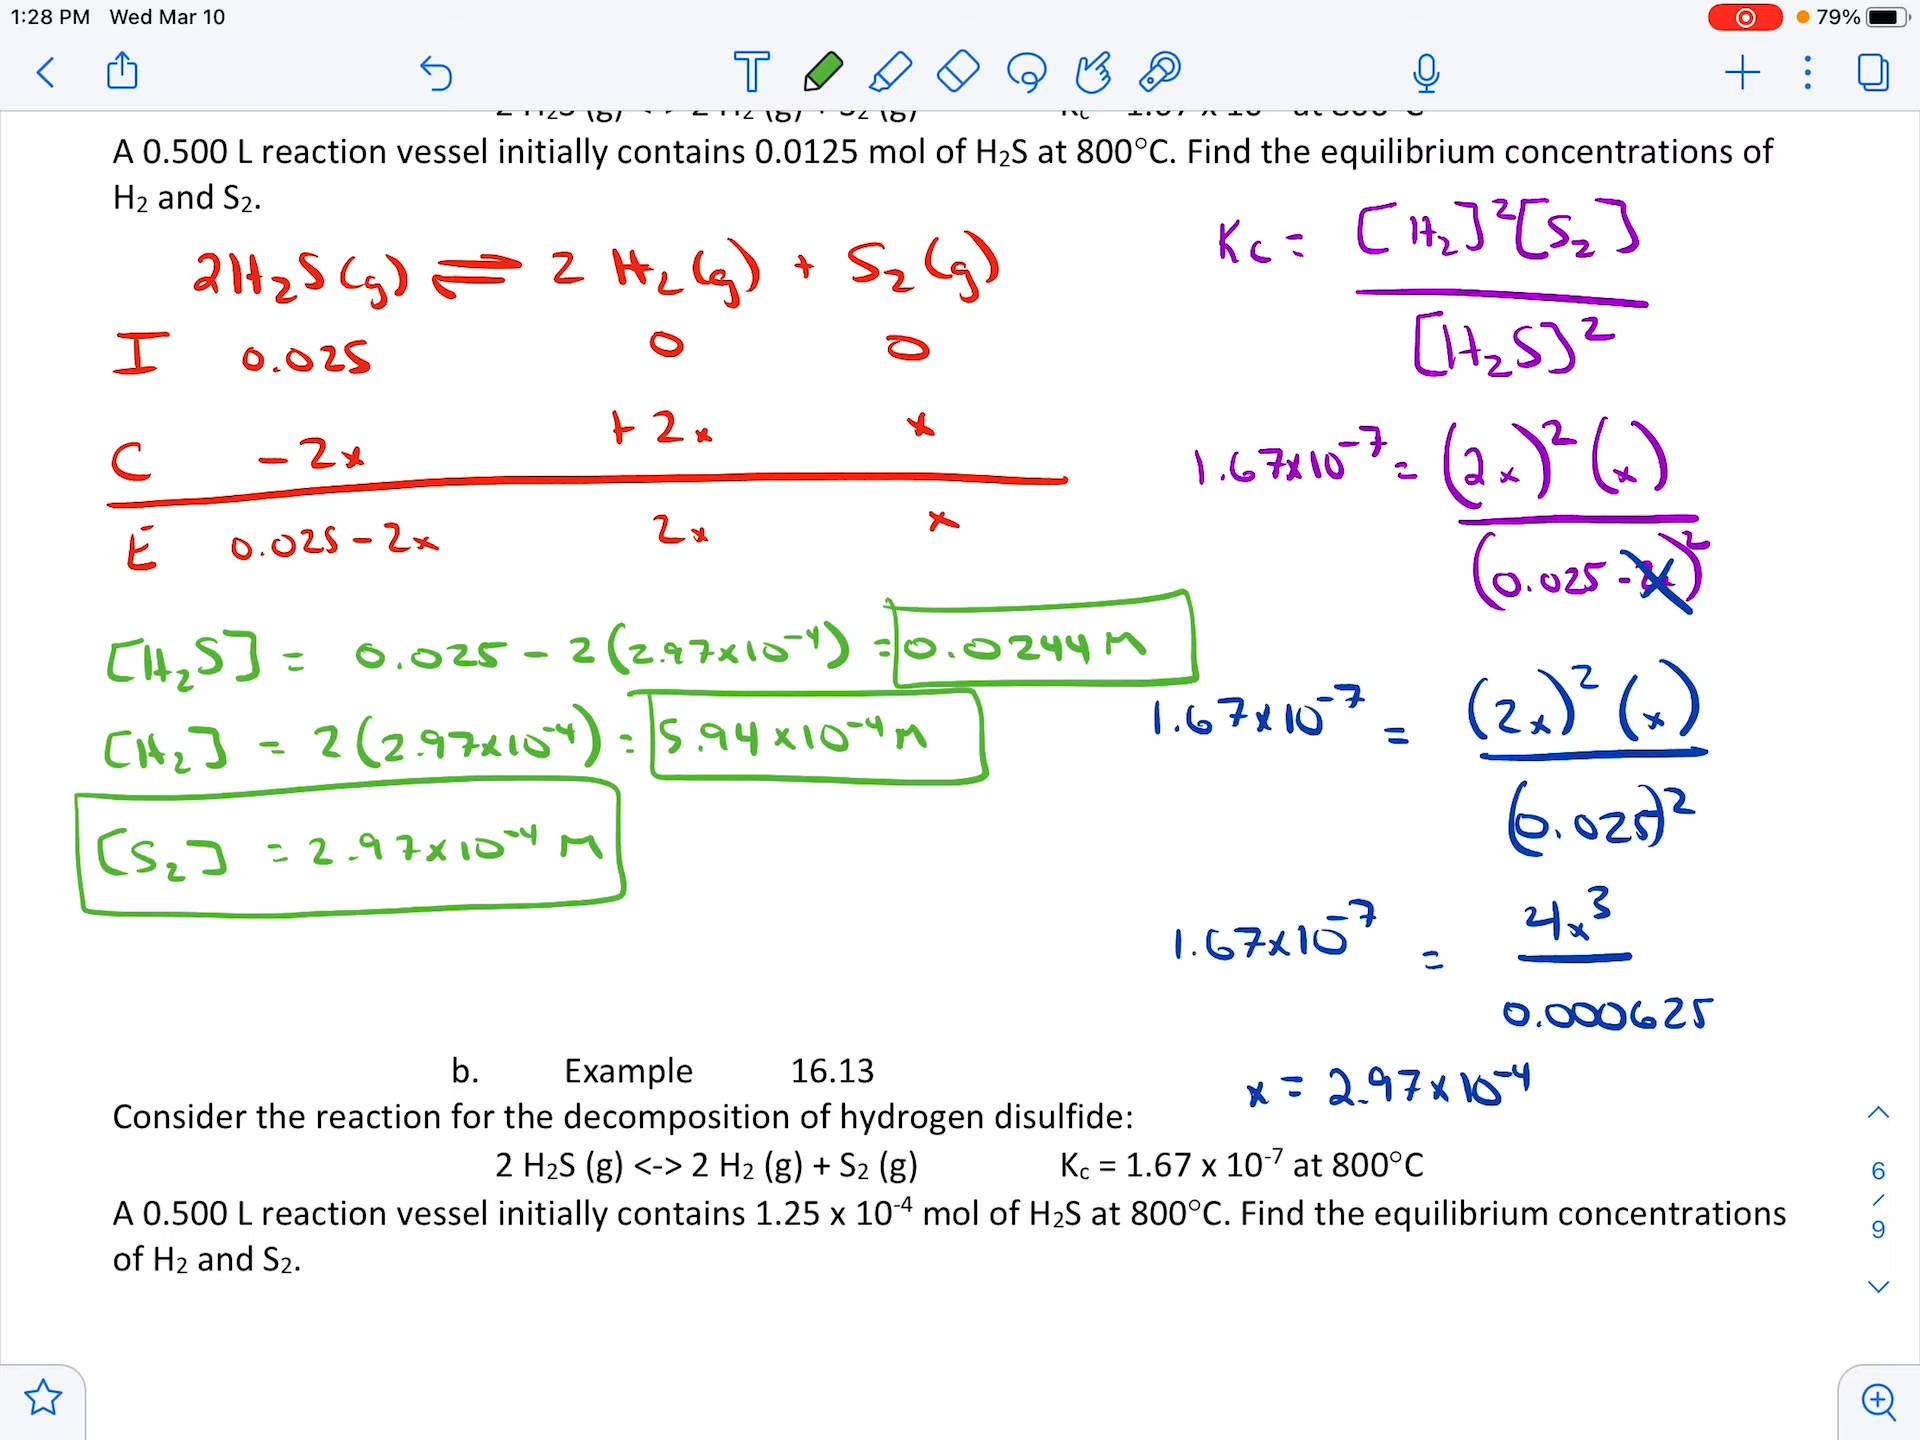 1:28 PM Wed Mar 10
79%
A 0.500 L reaction vessel initially contains 0.0125 mol of H₂S at 800°C. Find the equilibrium concentrations of
H₂ and S₂.
Kc = [H₂]²[S₂]
[H₂S]²
2H₂S(g) ⇌ 2 H₂(g) + S₂(g)
I 0.025 0 0
C -2x +2x x
E 0.025-2x 2x x
1.67x10⁻⁷ = (2x)²(x)
(0.025-2x)²
[H₂S] = 0.025 - 2(2.97x10⁻⁴) = 0.0244 M
[H₂] = 2(2.97x10⁻⁴) = 5.94x10⁻⁴ M
[S₂] = 2.97x10⁻⁴ M
1.67x10⁻⁷ = (2x)²(x)
(0.025)²
1.67x10⁻⁷ = 4x³
0.000625
x = 2.97x10⁻⁴
b. Example 16.13
Consider the reaction for the decomposition of hydrogen disulfide:
2 H₂S (g) <-> 2 H₂ (g) + S₂ (g) Kc = 1.67 x 10⁻⁷ at 800°C
A 0.500 L reaction vessel initially contains 1.25 x 10⁻⁴ mol of H₂S at 800°C. Find the equilibrium concentrations
of H₂ and S₂.
6
/
9